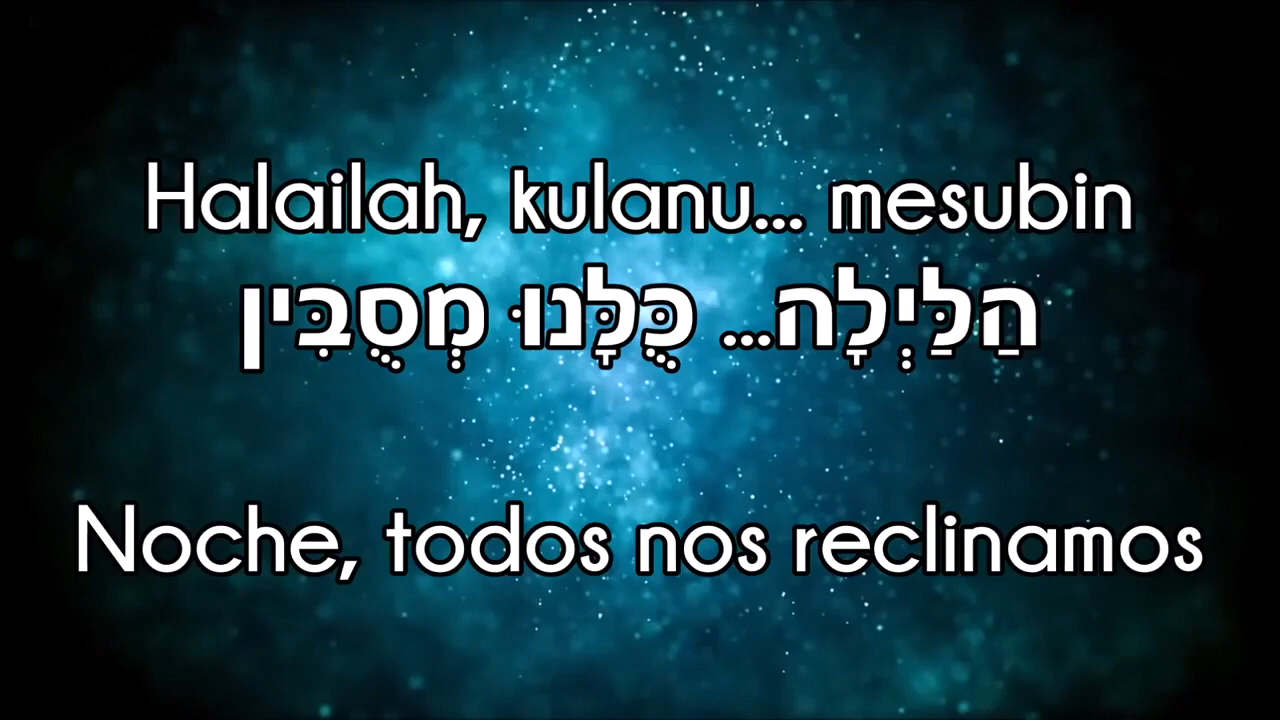 Halailah, kulanu... mesubin
הַלַּיְלָה... כֻּלָּנוּ מְסֻבִּין
Noche, todos nos reclinamos